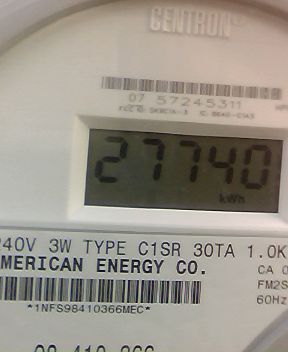 CENTRON®
07 57245311
27740
kWh
240V 3W TYPE C1SR 30TA 1.0K
AMERICAN ENERGY CO.
CA 0
FM2S
60Hz
*1NFS98410366MEC*